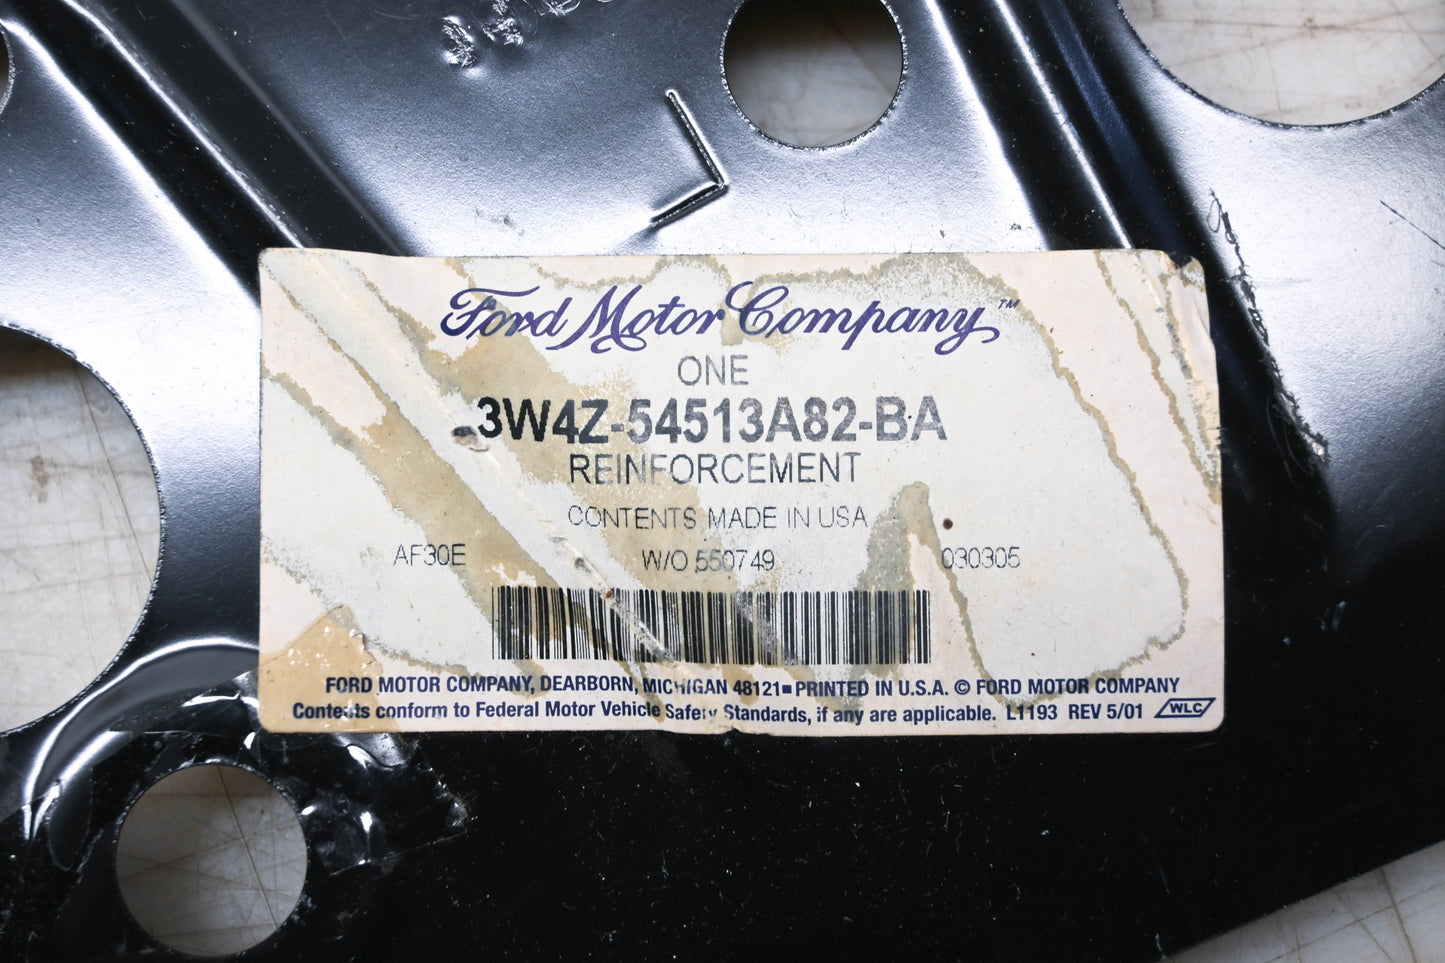 Ford Motor Company™
ONE
3W4Z-54513A82-BA
REINFORCEMENT
CONTENTS MADE IN USA
AF30E W/O 550749 030305
FORD MOTOR COMPANY, DEARBORN, MICHIGAN 48121■ PRINTED IN U.S.A. © FORD MOTOR COMPANY
Contents conform to Federal Motor Vehicle Safety Standards, if any are applicable. L1193 REV 5/01 WLC